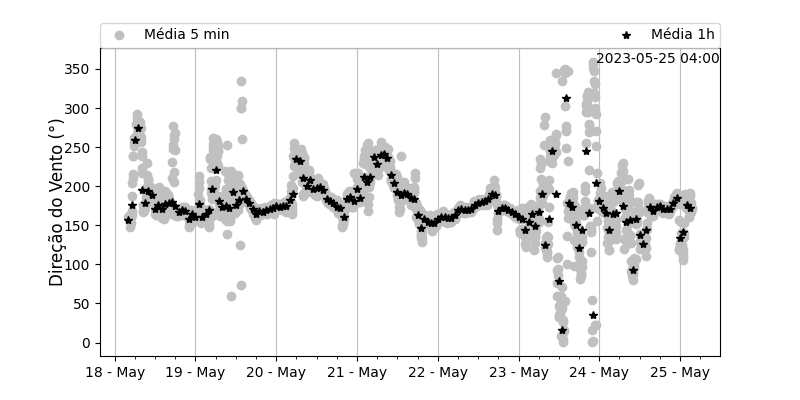 Média 5 min
Média 1h
2023-05-25 04:00
Direção do Vento (°)
350
300
250
200
150
100
50
0
18 - May
19 - May
20 - May
21 - May
22 - May
23 - May
24 - May
25 - May